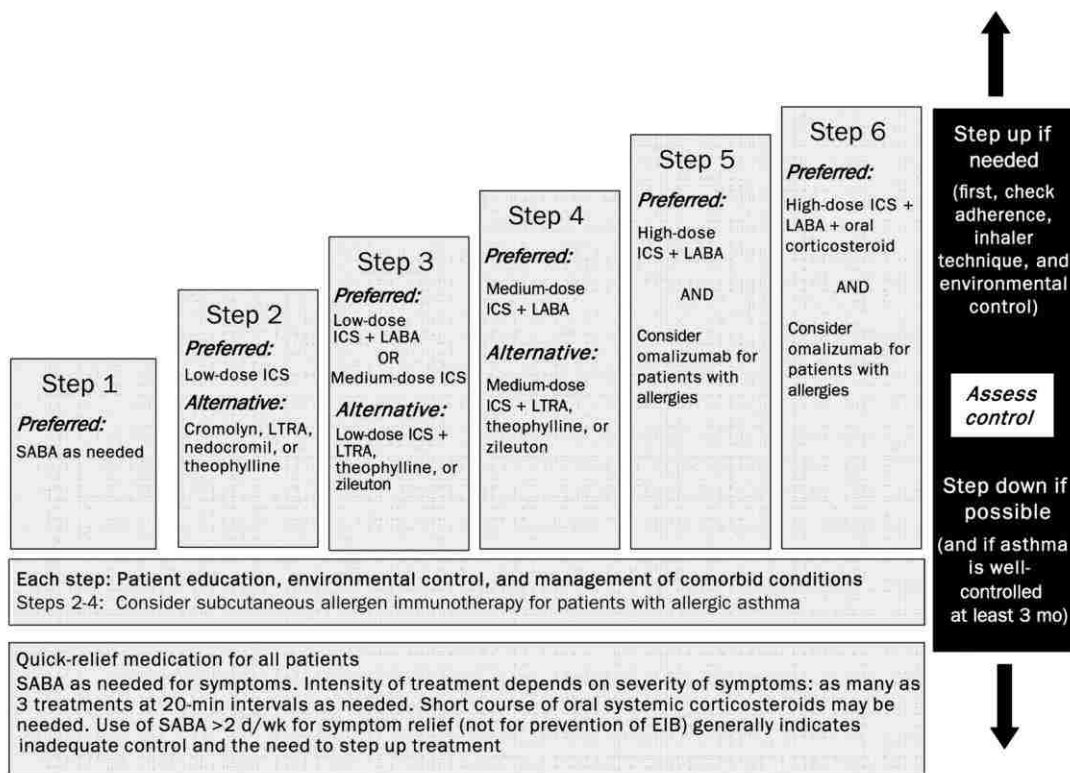 Step 1
Preferred:
SABA as needed
Step 2
Preferred:
Low-dose ICS
Alternative:
Cromolyn, LTRA,
nedocromil, or
theophylline
Step 3
Preferred:
Low-dose
ICS + LABA
OR
Medium-dose ICS
Alternative:
Low-dose ICS +
LTRA,
theophylline, or
zileuton
Step 4
Preferred:
Medium-dose
ICS + LABA
Alternative:
Medium-dose
ICS + LTRA,
theophylline, or
zileuton
Step 5
Preferred:
High-dose
ICS + LABA
AND
Consider
omalizumab for
patients with
allergies
Step 6
Preferred:
High-dose ICS +
LABA + oral
corticosteroid
AND
Consider
omalizumab for
patients with
allergies
Step up if
needed
(first, check
adherence,
inhaler
technique, and
environmental
control)
Assess
control
Step down if
possible
(and if asthma
is well-
controlled
at least 3 mo)
Each step: Patient education, environmental control, and management of comorbid conditions
Steps 2-4: Consider subcutaneous allergen immunotherapy for patients with allergic asthma
Quick-relief medication for all patients
SABA as needed for symptoms. Intensity of treatment depends on severity of symptoms: as many as
3 treatments at 20-min intervals as needed. Short course of oral systemic corticosteroids may be
needed. Use of SABA >2 d/wk for symptom relief (not for prevention of EIB) generally indicates
inadequate control and the need to step up treatment